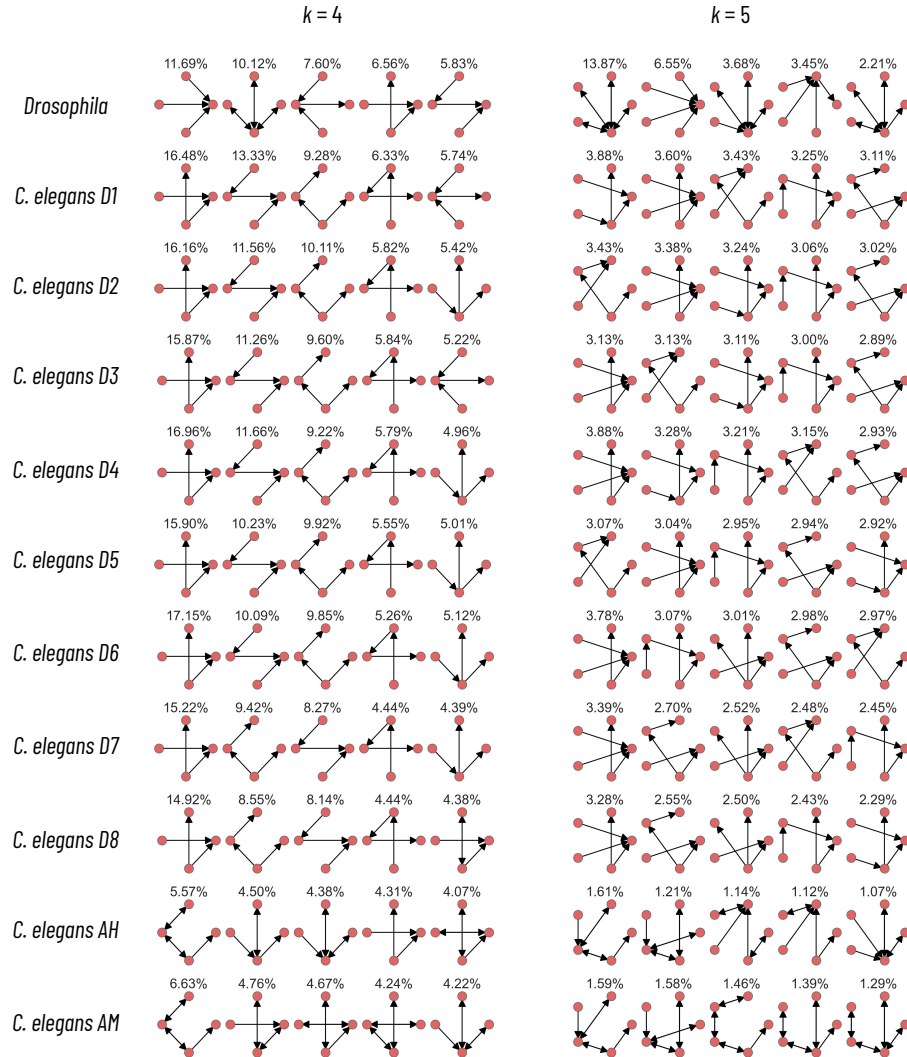 k = 4 k = 5
11.69% 10.12% 7.60% 6.56% 5.83% 13.87% 6.55% 3.68% 3.45% 2.21%
Drosophila
16.48% 13.33% 9.28% 6.33% 5.74% 3.88% 3.60% 3.43% 3.25% 3.11%
C. elegans D1
16.16% 11.56% 10.11% 5.82% 5.42% 3.43% 3.38% 3.24% 3.06% 3.02%
C. elegans D2
15.87% 11.26% 9.60% 5.84% 5.22% 3.13% 3.13% 3.11% 3.00% 2.89%
C. elegans D3
16.96% 11.66% 9.22% 5.79% 4.96% 3.88% 3.28% 3.21% 3.15% 2.93%
C. elegans D4
15.90% 10.23% 9.92% 5.55% 5.01% 3.07% 3.04% 2.95% 2.94% 2.92%
C. elegans D5
17.15% 10.09% 9.85% 5.26% 5.12% 3.78% 3.07% 3.01% 2.98% 2.97%
C. elegans D6
15.22% 9.42% 8.27% 4.44% 4.39% 3.39% 2.70% 2.52% 2.48% 2.45%
C. elegans D7
14.92% 8.55% 8.14% 4.44% 4.38% 3.28% 2.55% 2.50% 2.43% 2.29%
C. elegans D8
5.57% 4.50% 4.38% 4.31% 4.07% 1.61% 1.21% 1.14% 1.12% 1.07%
C. elegans AH
6.63% 4.76% 4.67% 4.24% 4.22% 1.59% 1.58% 1.46% 1.39% 1.29%
C. elegans AM